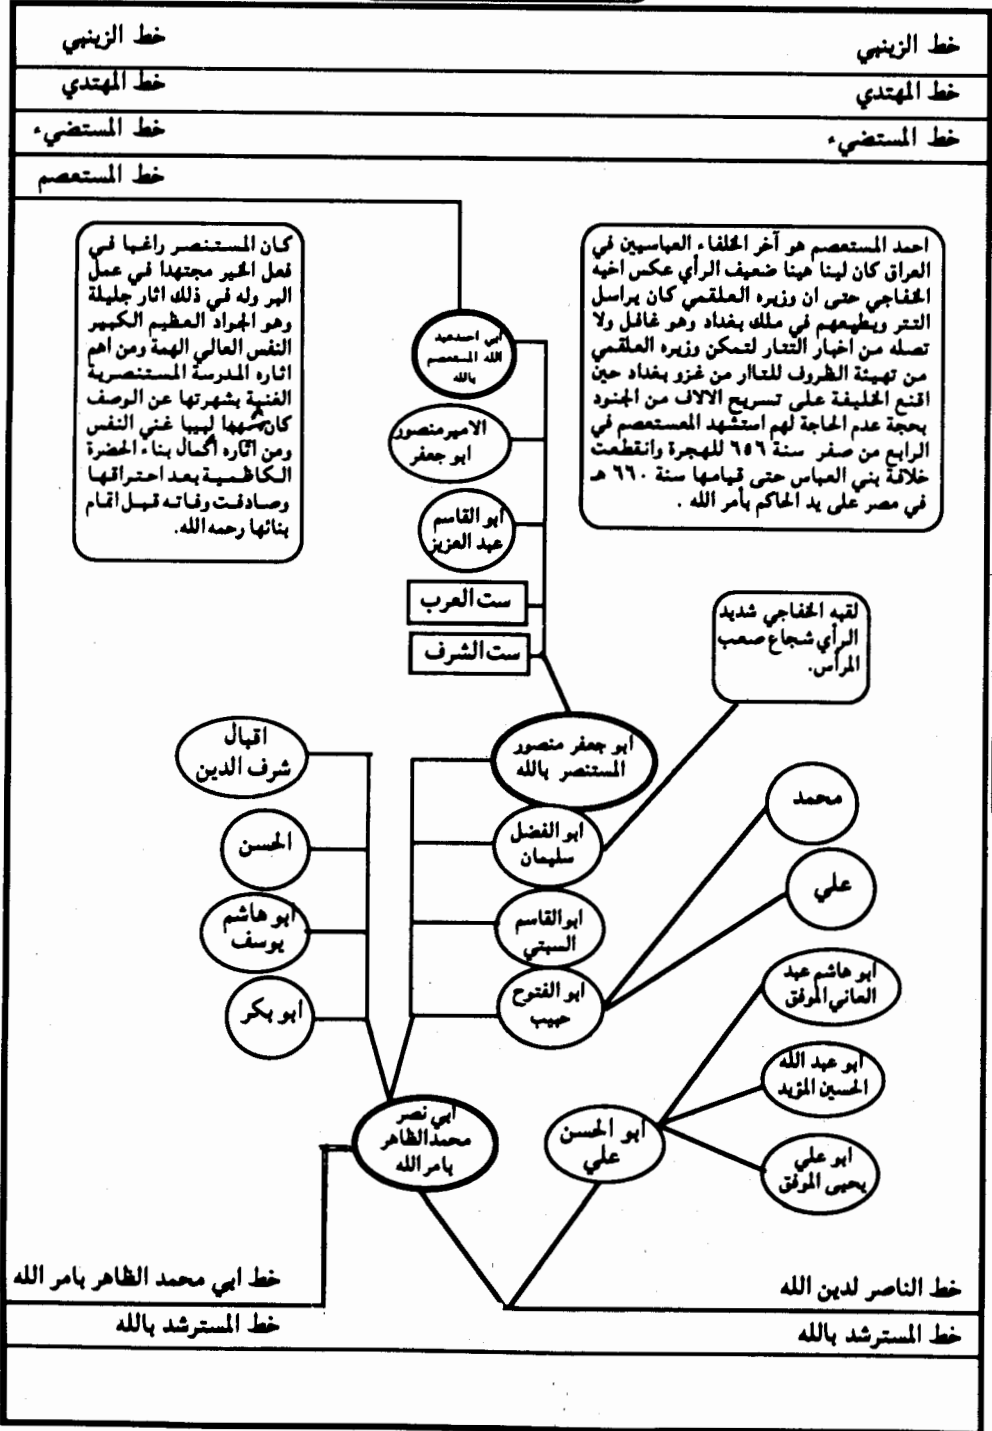 خط الزينبي
خط الزينبي
خط المهتدي
خط المهتدي
خط المستضيء
خط المستضيء
خط المستعصم
احمد المستعصم هو آخر الخلفاء العباسيين في
العراق كان لينا هينا ضعيف الرأي عكس اخيه
الخفاجي حتى ان وزيره العلقمي كان يراسل
التتر ويطيعهم في ملك بغداد وهو غافل ولا
تصله من اخبار التتار لتمكن وزيره العلقمي
من تهيئة الظروف للتاار من غزو بغداد حين
اقنع الخليفة على تسريح الالاف من الجنود
بحجة عدم الحاجة لهم استشهد المستعصم في
الرابع من صفر سنة ٦٥٦ للهجرة وانقطعت
خلافة بني العباس حتى قيامها سنة ٦٦٠ هـ
في مصر على يد الحاكم بأمر الله .
كان المستنصر راغبا في
فعل الخير مجتهدا في عمل
البر وله في ذلك اثار جليلة
وهو الجواد العظيم الكبير
النفس العالي الهمة ومن اهم
اثاره المدرسة المستنصرية
الغنية بشهرتها عن الوصف
كان شهما لبيبا غني النفس
ومن اثاره اكمال بناء الحضرة
الكاظمية بعد احتراقها
وصادفت وفاته قبل اتمام
بنائها رحمه الله.
ابي احمد عبد
الله المستعصم
بالله
الامير منصور
ابو جعفر
ابو القاسم
عبد العزيز
ست العرب
ست الشرف
لقبه الخفاجي شديد
الرأي شجاع صعب
المراس.
ابو جعفر منصور
المستنصر بالله
ابو الفضل
سليمان
ابو القاسم
السبتي
ابو الفتوح
حبيب
اقبال
شرف الدين
الحسن
ابو هاشم
يوسف
ابو بكر
محمد
علي
ابو هاشم عبد
العاني الموفق
ابو عبد الله
الحسين المؤيد
ابو علي
يحيى الموفق
ابو الحسن
علي
ابي نصر
محمد الظاهر
بامر الله
خط الناصر لدين الله
خط ابي محمد الظاهر بامر الله
خط المسترشد بالله
خط المسترشد بالله